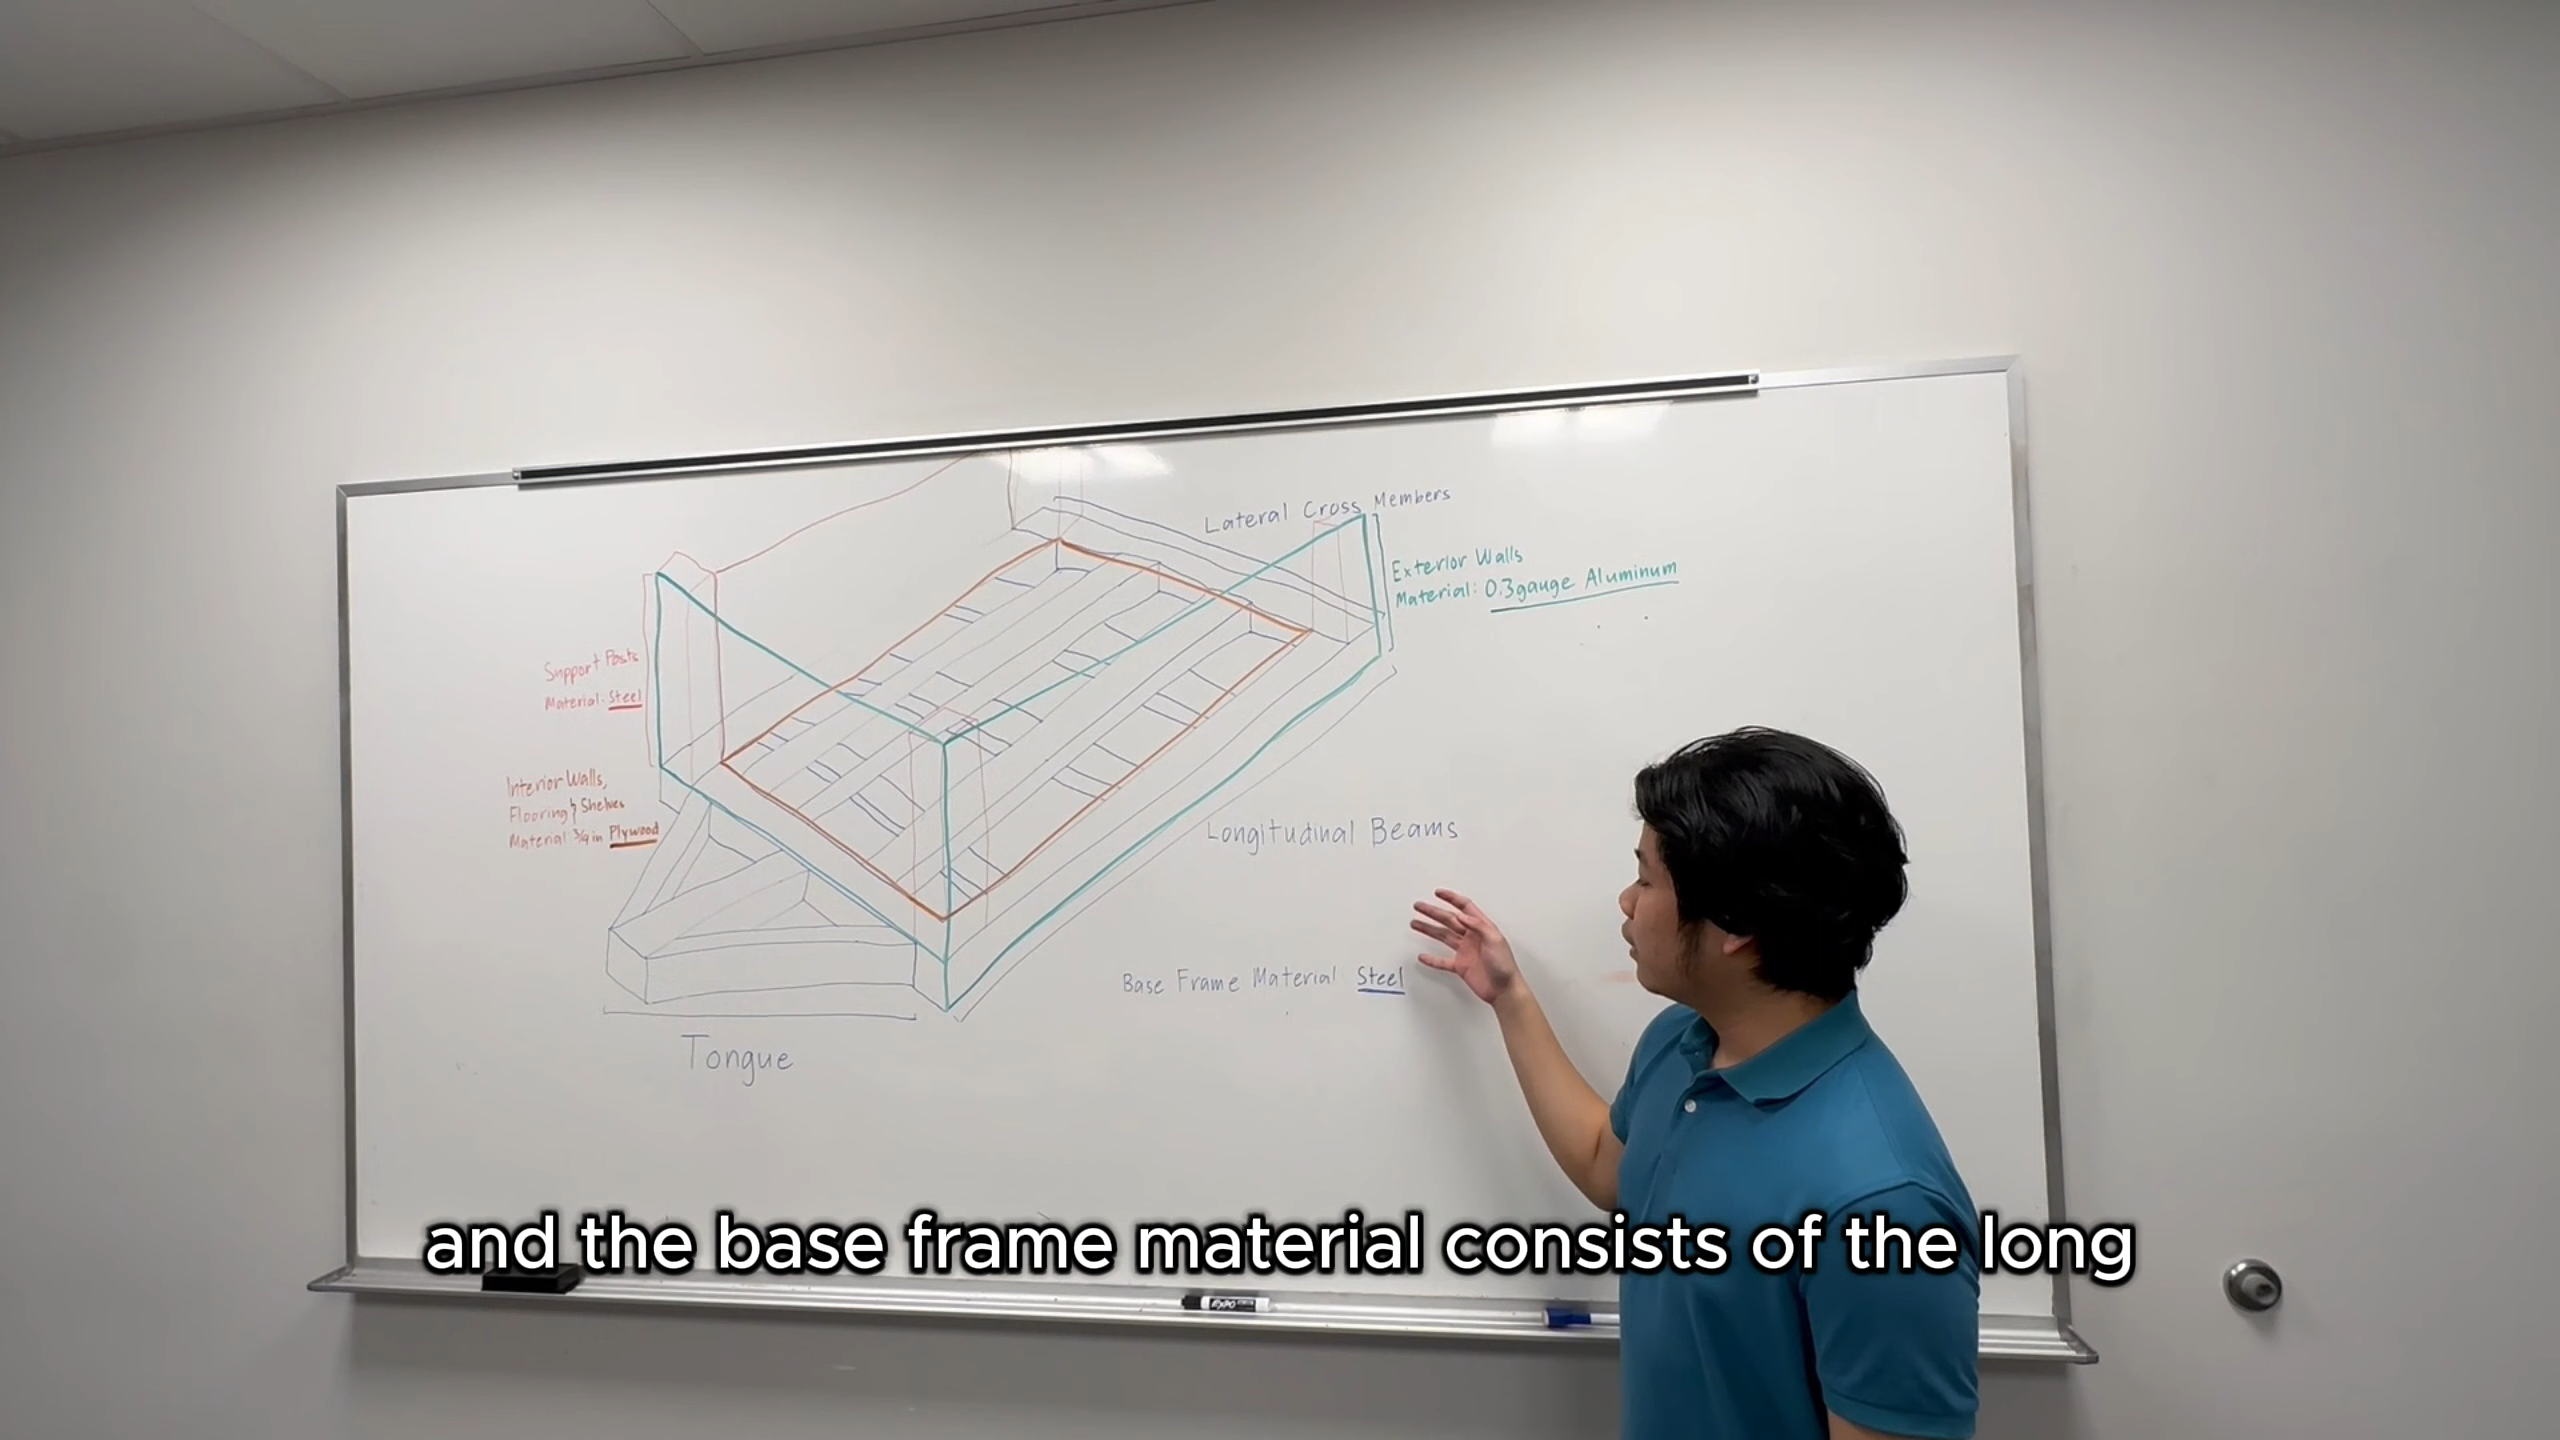 Lateral Cross Members
Exterior Walls
Material: 0.3gauge Aluminum
Support Posts
Material: Steel
Interior Walls,
Flooring & Shelves
Material: 3/4 in Plywood
Longitudinal Beams
Base Frame Material Steel
Tongue
and the base frame material consists of the long
EXPO